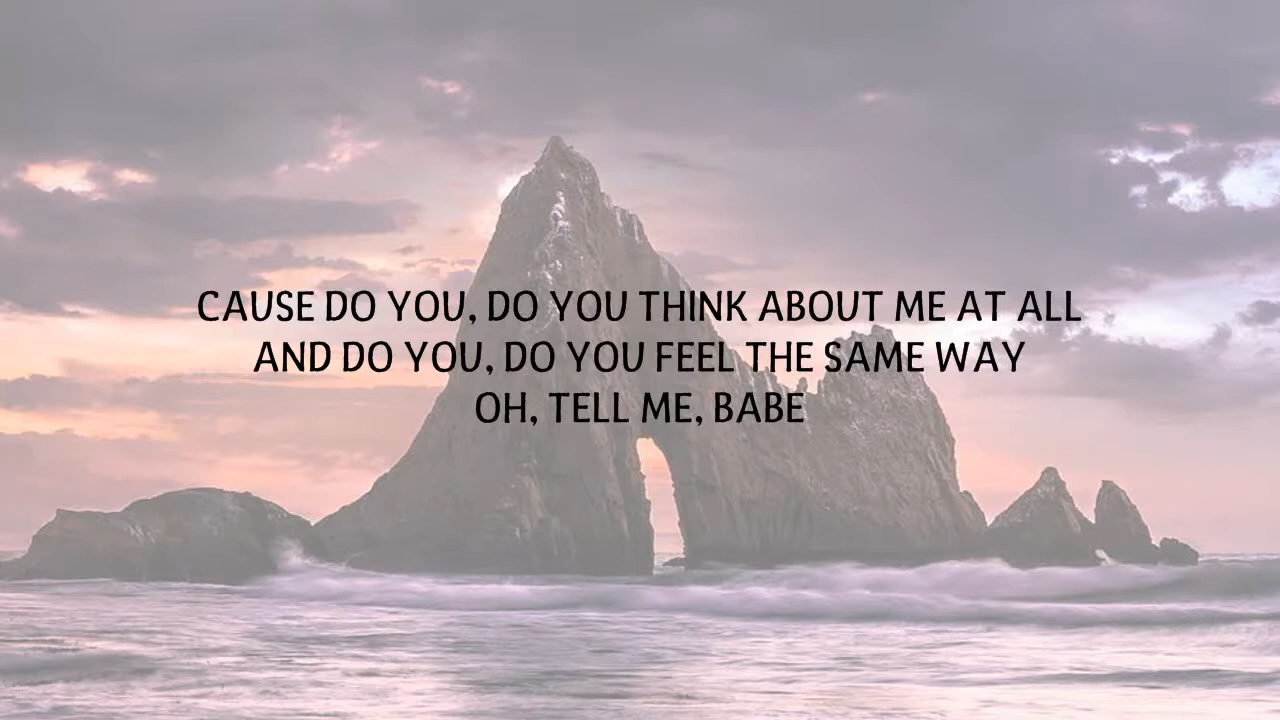 CAUSE DO YOU, DO YOU THINK ABOUT ME AT ALL
AND DO YOU, DO YOU FEEL THE SAME WAY
OH, TELL ME, BABE